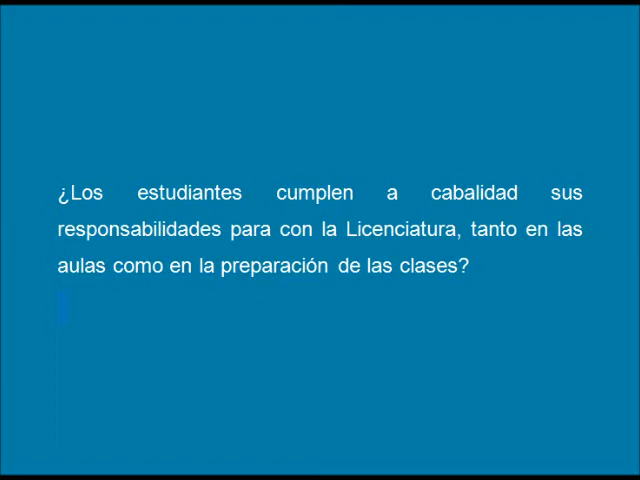 ¿Los estudiantes cumplen a cabalidad sus
responsabilidades para con la Licenciatura, tanto en las
aulas como en la preparación de las clases?